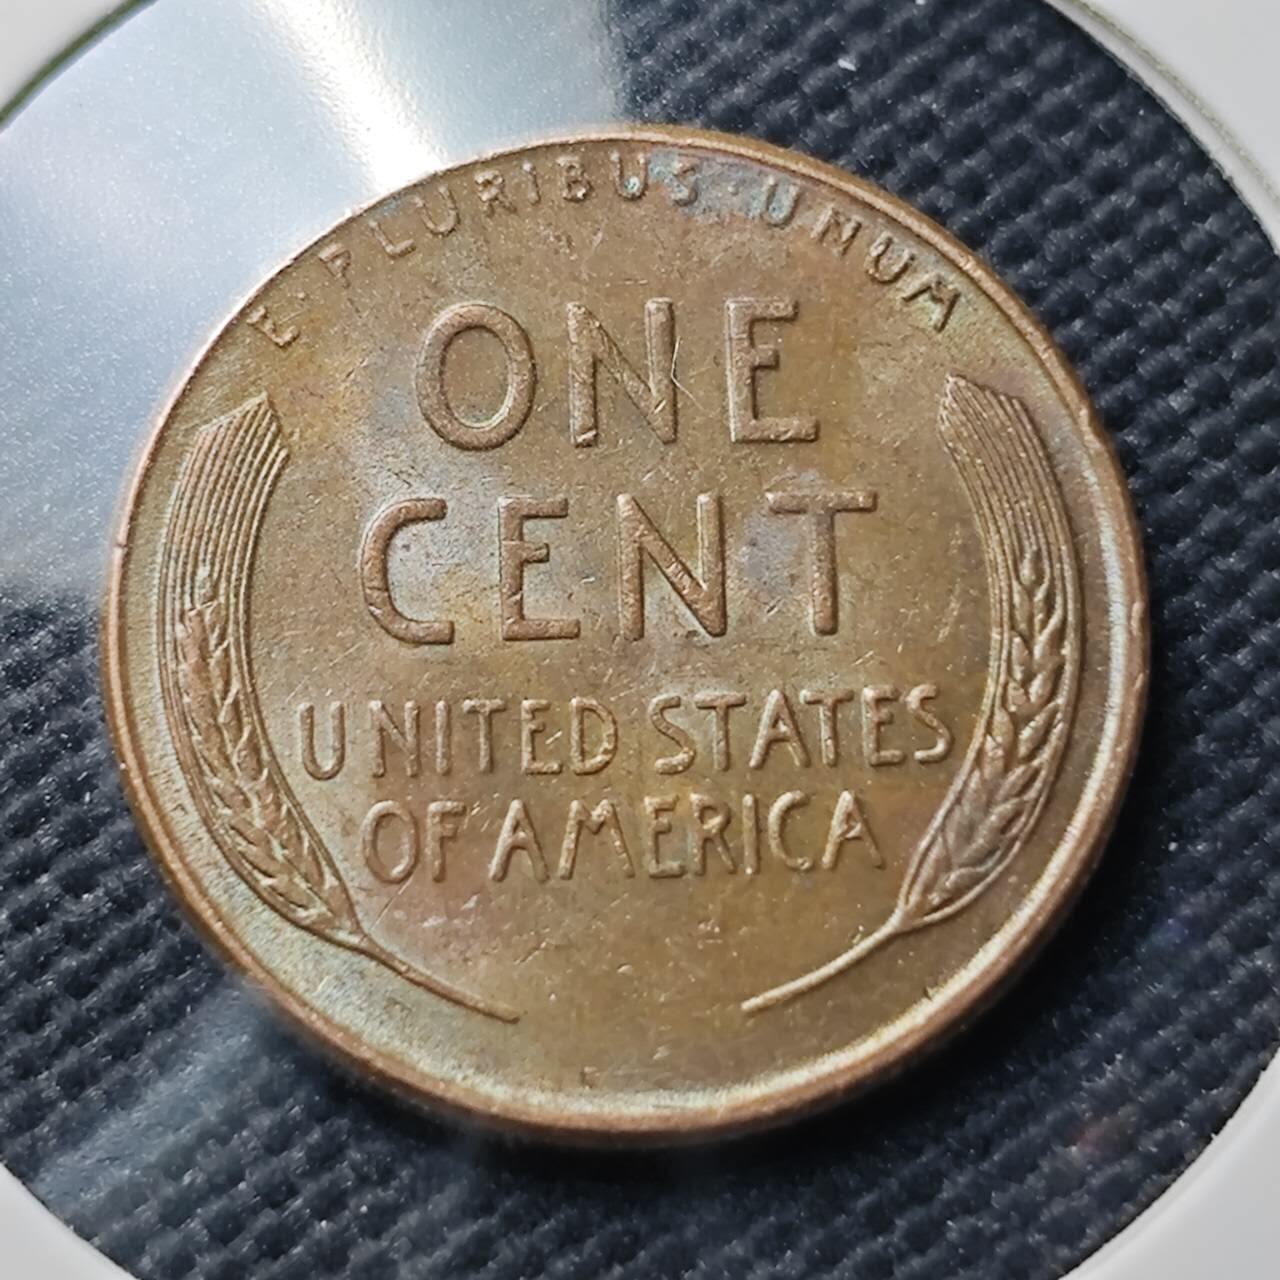 E · PLURIBUS · UNUM
ONE
CENT
UNITED STATES
OF AMERICA